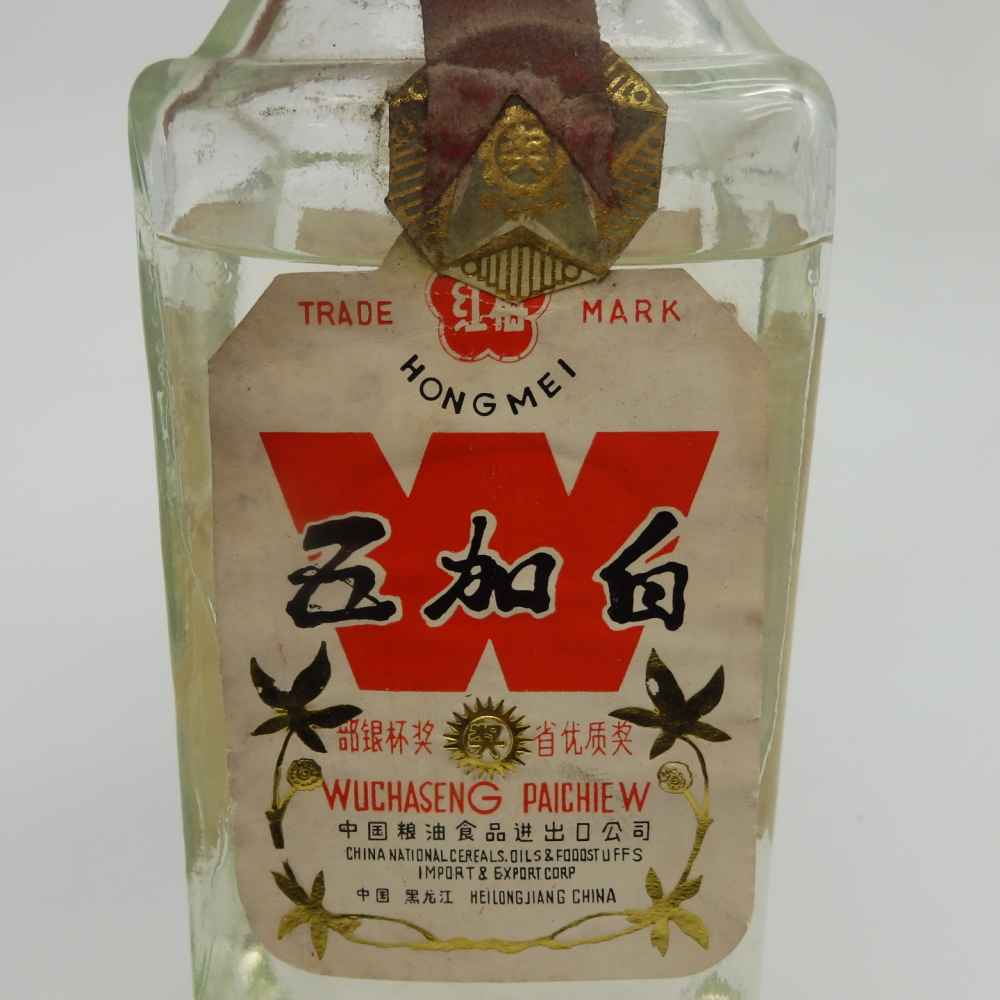 奖
TRADE 红梅 MARK
HONGMEI
五加白
部银杯奖 奖 省优质奖
WUCHASENG PAICHIEW
中国粮油食品进出口公司
CHINA NATIONAL CEREALS. OILS & FOODSTUFFS
IMPORT & EXPORT CORP
中国 黑龙江 HEILONGJIANG CHINA